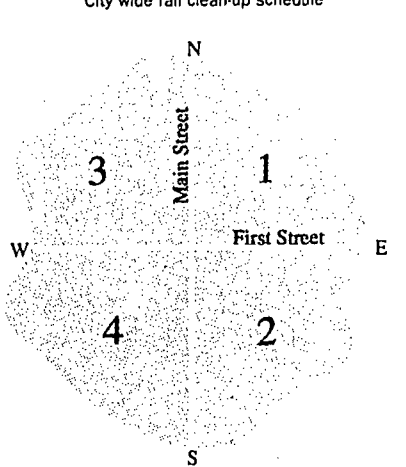 City wide fall clean-up schedule
N
Main Street
3
1
First Street
W
E
4
2
S